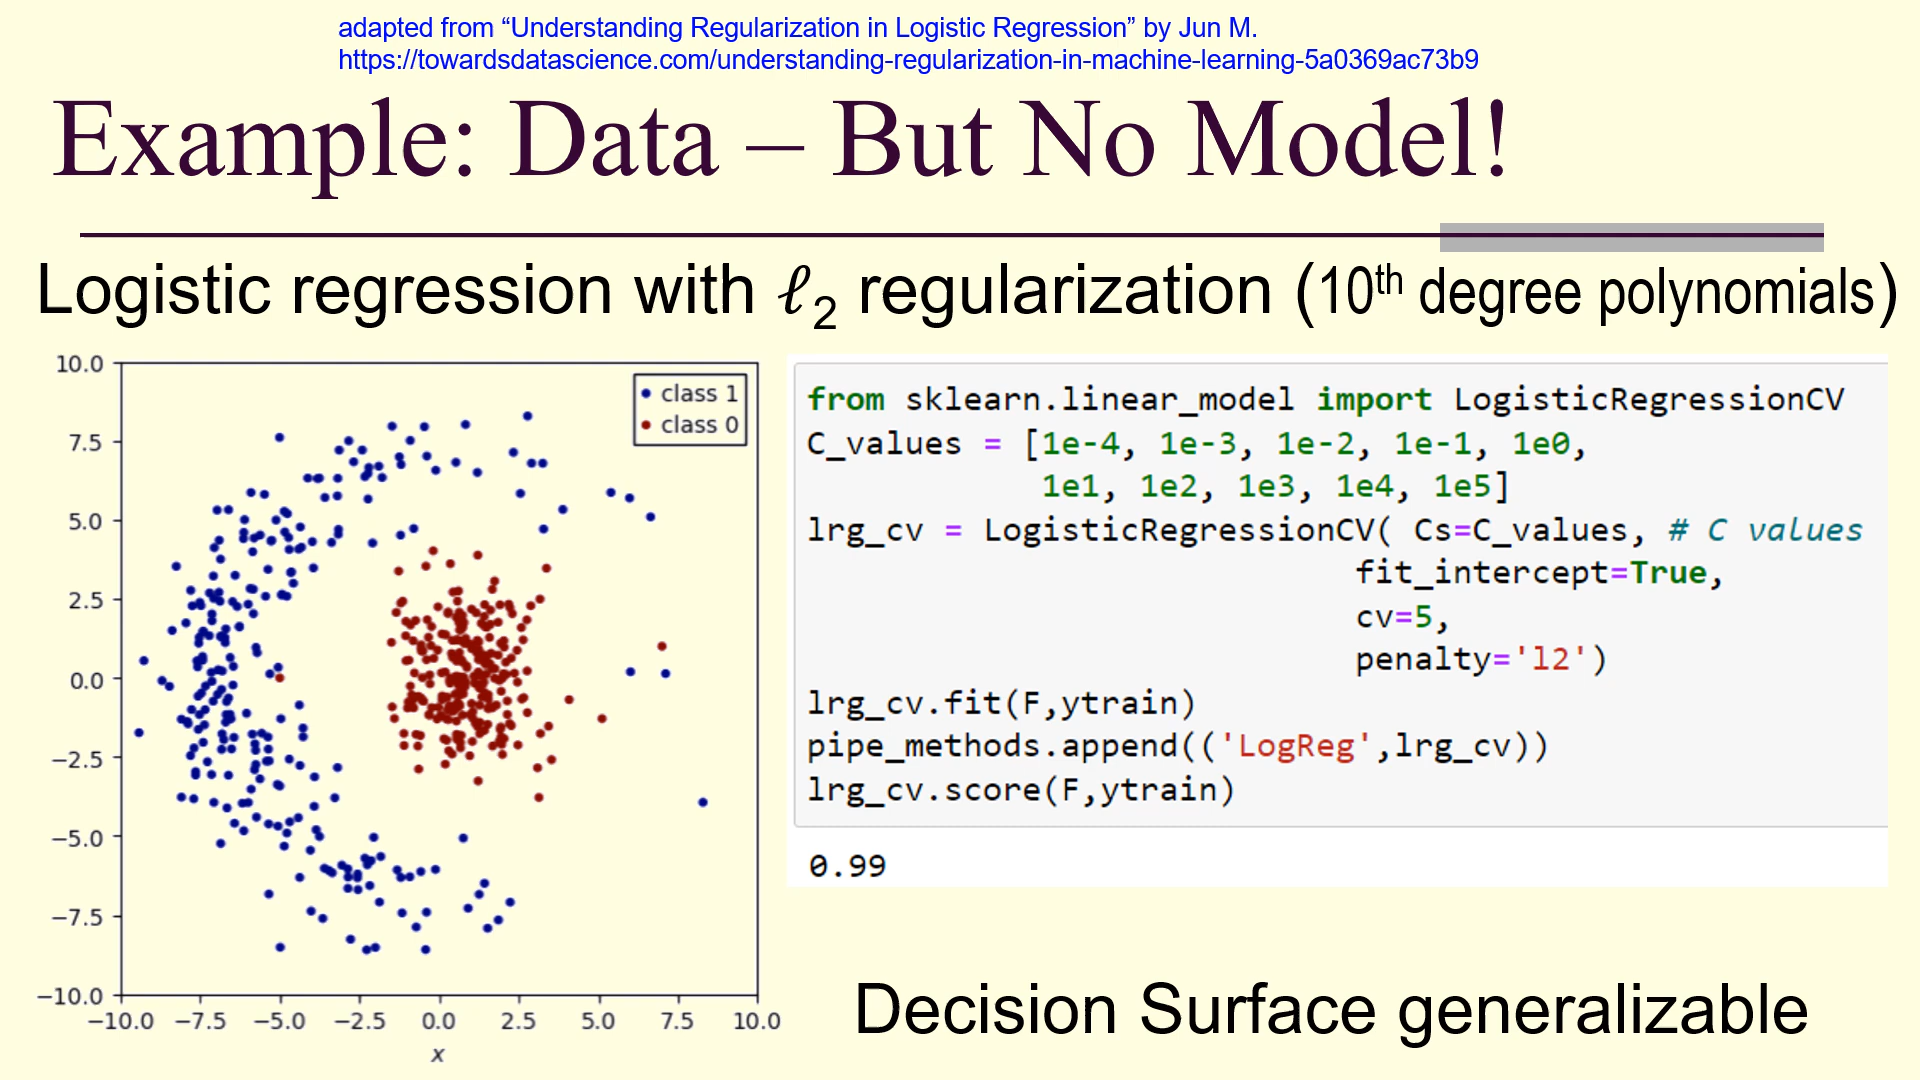 adapted from “Understanding Regularization in Logistic Regression” by Jun M.
https://towardsdatascience.com/understanding-regularization-in-machine-learning-5a0369ac73b9
Example: Data – But No Model!
Logistic regression with ℓ2 regularization (10th degree polynomials)
10.0
7.5
5.0
2.5
0.0
−2.5
−5.0
−7.5
−10.0
class 1
class 0
−10.0 −7.5 −5.0 −2.5 0.0 2.5 5.0 7.5 10.0
x
from sklearn.linear_model import LogisticRegressionCV
C_values = [1e-4, 1e-3, 1e-2, 1e-1, 1e0,
1e1, 1e2, 1e3, 1e4, 1e5]
lrg_cv = LogisticRegressionCV( Cs=C_values, # C values
fit_intercept=True,
cv=5,
penalty='l2')
lrg_cv.fit(F,ytrain)
pipe_methods.append(('LogReg',lrg_cv))
lrg_cv.score(F,ytrain)
0.99
Decision Surface generalizable